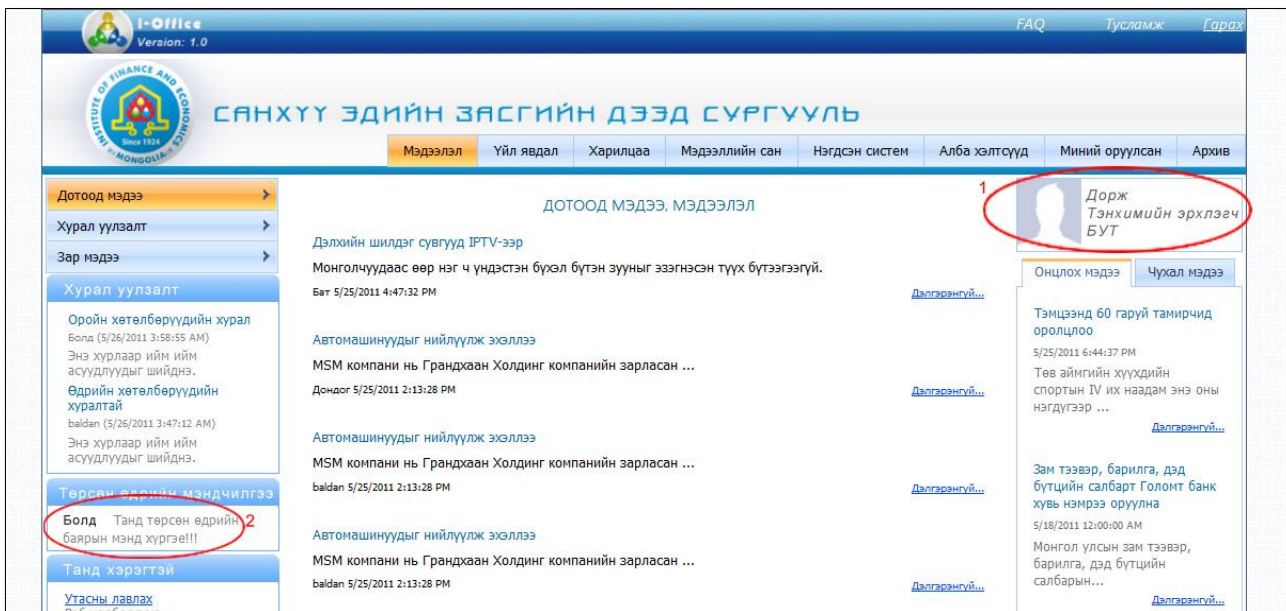 I-Office
Version: 1.0
FAQ Тусламж Гарах
INSTITUTE OF FINANCE AND ECONOMICS
Since 1924
MONGOLIA
САНХҮҮ ЭДИЙН ЗАСГИЙН ДЭЭД СУРГУУЛЬ
Мэдээлэл Үйл явдал Харилцаа Мэдээллийн сан Нэгдсэн систем Алба хэлтсүүд Миний оруулсан Архив
Дотоод мэдээ
Хурал уулзалт
Зар мэдээ
Хурал уулзалт
Оройн хөтөлбөрүүдийн хурал
Болд (5/26/2011 3:58:55 AM)
Энэ хурлаар ийм ийм
асуудлуудыг шийднэ.
Өдрийн хөтөлбөрүүдийн
хуралтай
baldan (5/26/2011 3:47:12 AM)
Энэ хурлаар ийм ийм
асуудлуудыг шийднэ.
Төрсөн өдрийн мэндчилгээ
Болд Танд төрсөн өдрийн 2
баярын мэнд хүргэе!!!
Танд хэрэгтэй
Утасны лавлах
ДОТООД МЭДЭЭ, МЭДЭЭЛЭЛ
Дэлхийн шилдэг сувгууд IPTV-ээр
Монголчуудаас өөр нэг ч үндэстэн бүхэл бүтэн зууныг эзэгнэсэн түүх бүтээгээгүй.
Бат 5/25/2011 4:47:32 PM
Дэлгэрэнгүй...
Автомашинуудыг нийлүүлж эхэллээ
MSM компани нь Грандхаан Холдинг компанийн зарласан ...
Дондог 5/25/2011 2:13:28 PM
Дэлгэрэнгүй...
Автомашинуудыг нийлүүлж эхэллээ
MSM компани нь Грандхаан Холдинг компанийн зарласан ...
baldan 5/25/2011 2:13:28 PM
Дэлгэрэнгүй...
Автомашинуудыг нийлүүлж эхэллээ
MSM компани нь Грандхаан Холдинг компанийн зарласан ...
baldan 5/25/2011 2:13:28 PM
Дэлгэрэнгүй...
1
Дорж
Тэнхимийн эрхлэгч
БУТ
Онцлох мэдээ Чухал мэдээ
Тэмцээнд 60 гаруй тамирчид
оролцлоо
5/25/2011 6:44:37 PM
Төв аймгийн хүүхдийн
спортын IV их наадам энэ оны
нэгдүгээр ...
Дэлгэрэнгүй...
Зам тээвэр, барилга, дэд
бүтцийн салбарт Голомт банк
хувь нэмрээ оруулна
5/18/2011 12:00:00 AM
Монгол улсын зам тээвэр,
барилга, дэд бүтцийн
салбарын...
Дэлгэрэнгүй...